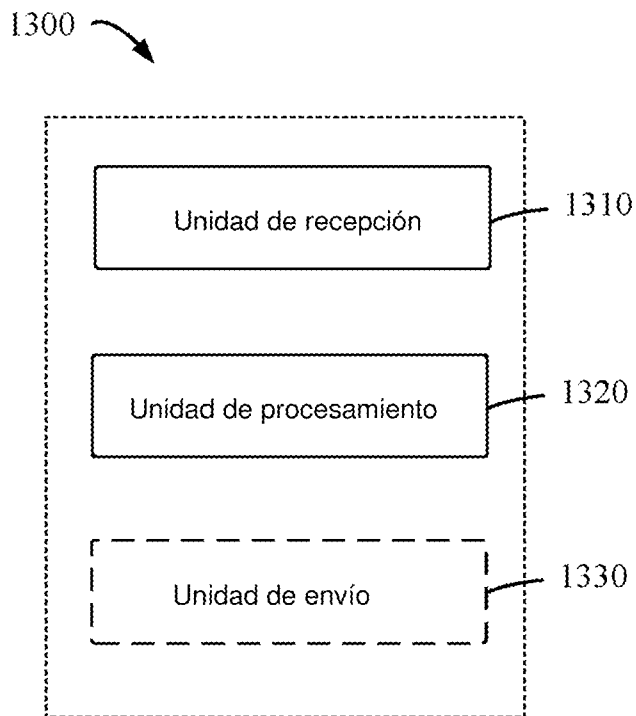 1300
Unidad de recepción
1310
Unidad de procesamiento
1320
Unidad de envío
1330